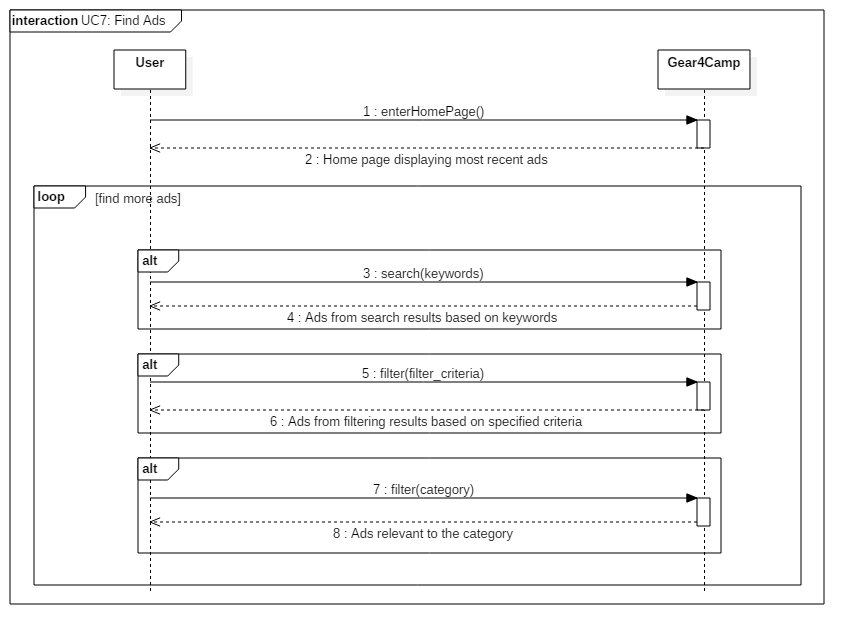 interaction UC7: Find Ads
User
Gear4Camp
1 : enterHomePage()
2 : Home page displaying most recent ads
loop
[find more ads]
alt
3 : search(keywords)
4 : Ads from search results based on keywords
alt
5 : filter(filter_criteria)
6 : Ads from filtering results based on specified criteria
alt
7 : filter(category)
8 : Ads relevant to the category